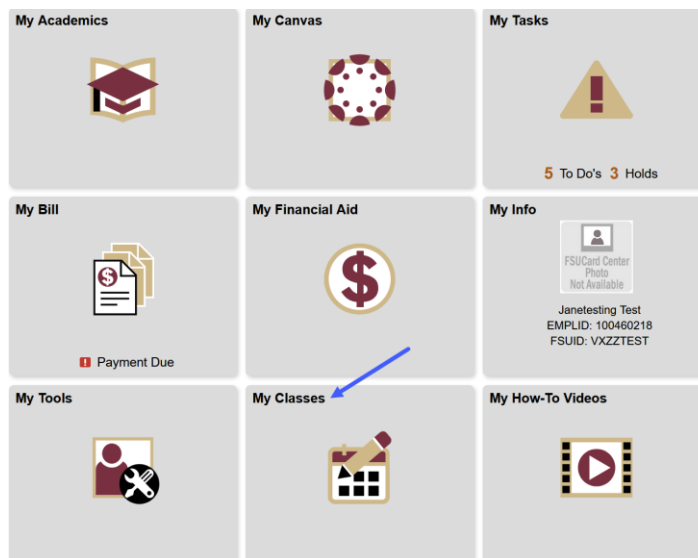 My Academics
My Canvas
My Tasks
5 To Do's 3 Holds
My Bill
$
! Payment Due
My Financial Aid
$
My Info
FSUCard Center
Photo
Not Available
Janetesting Test
EMPLID: 100460218
FSUID: VXZZTEST
My Tools
My Classes
My How-To Videos